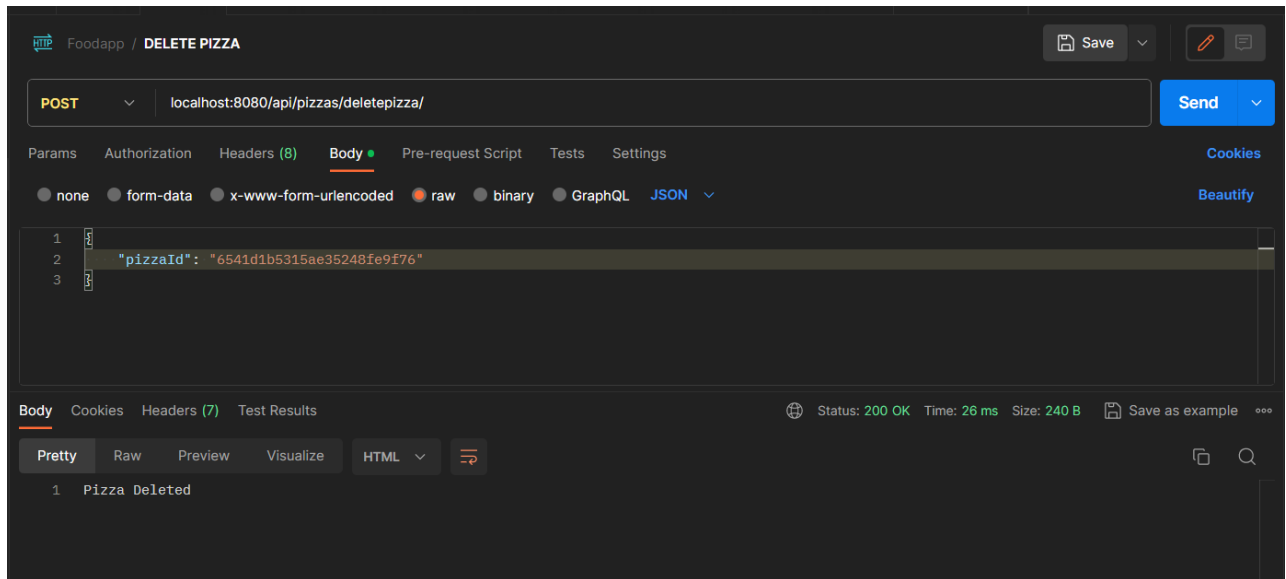 HTTP Foodapp / DELETE PIZZA Save
POST localhost:8080/api/pizzas/deletepizza/ Send
Params Authorization Headers (8) Body Pre-request Script Tests Settings Cookies
none form-data x-www-form-urlencoded raw binary GraphQL JSON Beautify
1 {
2 "pizzaId": "6541d1b5315ae35248fe9f76"
3 }
Body Cookies Headers (7) Test Results Status: 200 OK Time: 26 ms Size: 240 B Save as example
Pretty Raw Preview Visualize HTML
1 Pizza Deleted